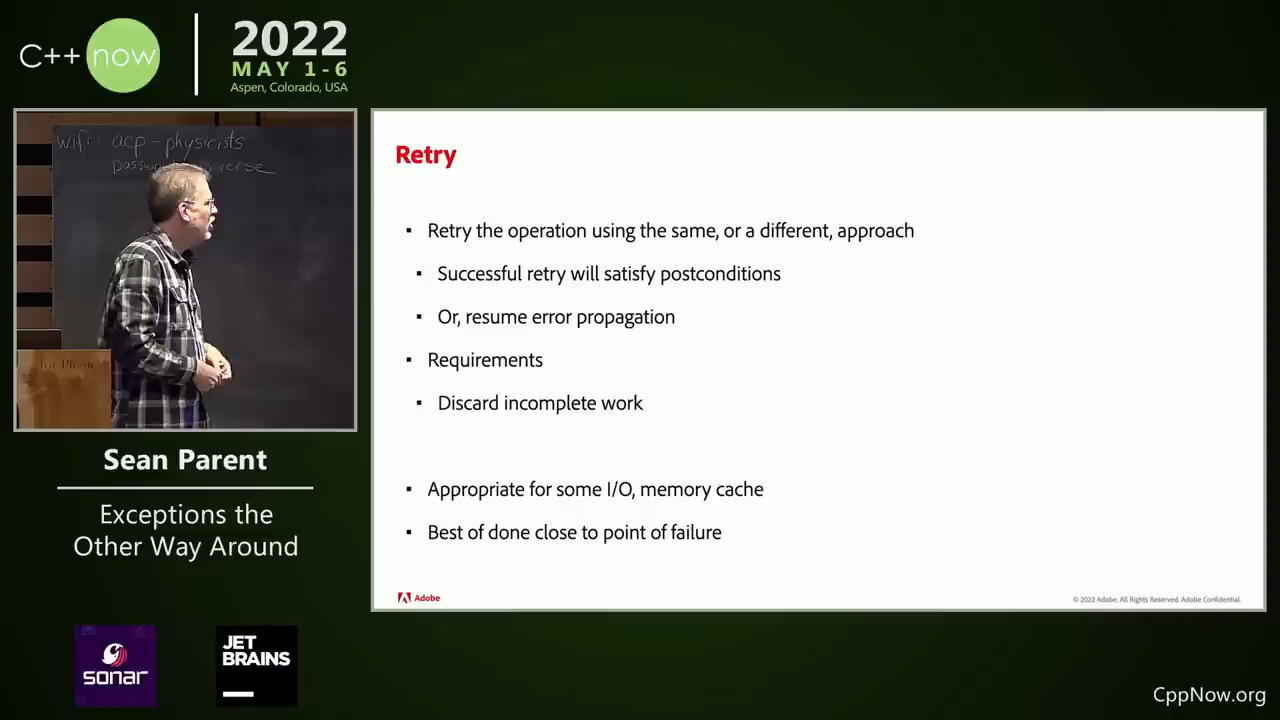 C++ now
2022
MAY 1-6
Aspen, Colorado, USA
wifi: acp-physicists
Sean Parent
Exceptions the
Other Way Around
sonar
JET
BRAINS
Retry
▪ Retry the operation using the same, or a different, approach
▪ Successful retry will satisfy postconditions
▪ Or, resume error propagation
▪ Requirements
▪ Discard incomplete work
▪ Appropriate for some I/O, memory cache
▪ Best of done close to point of failure
Adobe
© 2022 Adobe. All Rights Reserved. Adobe Confidential.
CppNow.org